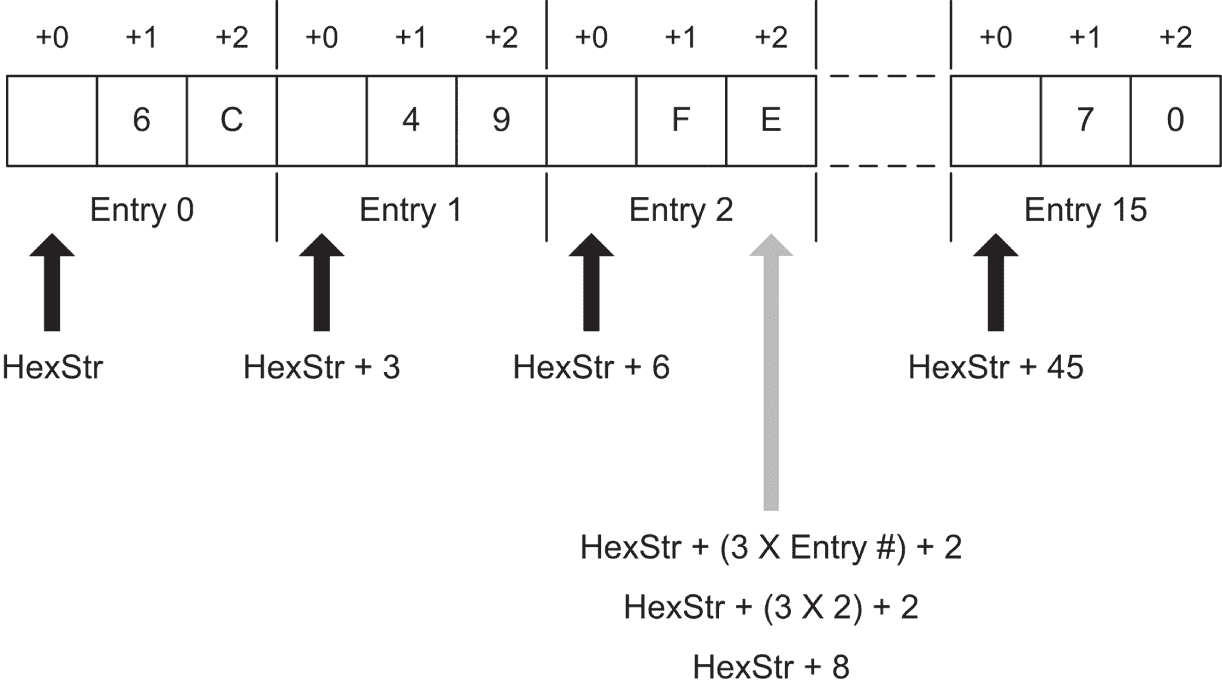 +0 +1 +2 +0 +1 +2 +0 +1 +2 +0 +1 +2
6 C 4 9 F E 7 0
Entry 0 Entry 1 Entry 2 Entry 15
HexStr HexStr + 3 HexStr + 6 HexStr + 45
HexStr + (3 X Entry #) + 2
HexStr + (3 X 2) + 2
HexStr + 8